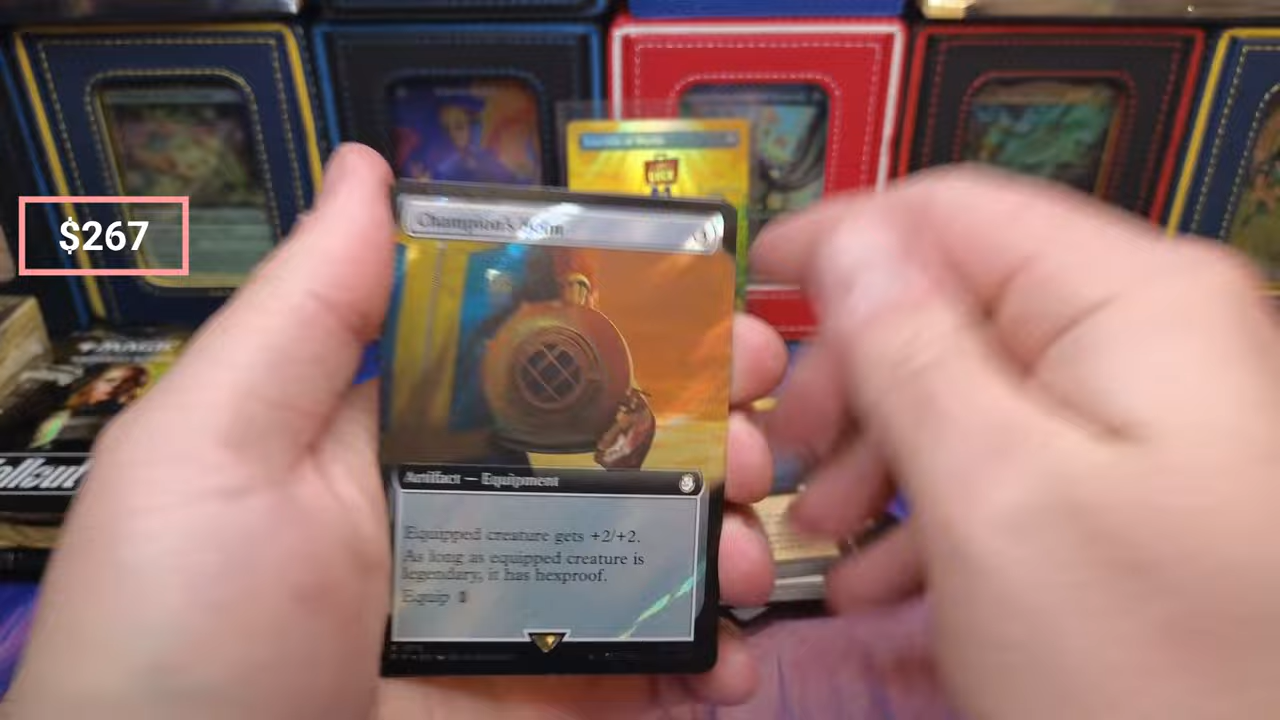 $267
Champion's Helm
Artifact — Equipment
Equipped creature gets +2/+2.
As long as equipped creature is
legendary, it has hexproof.
Equip
MAGIC
Fallout